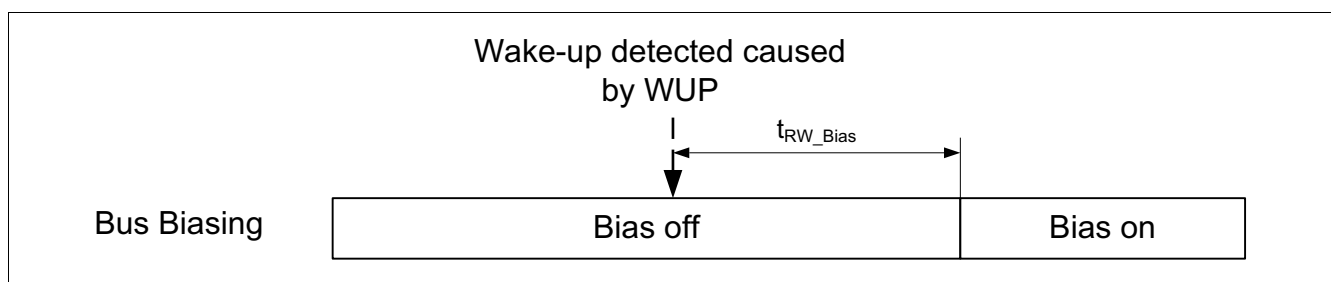 Wake-up detected caused
by WUP
tRW_Bias
Bus Biasing
Bias off
Bias on